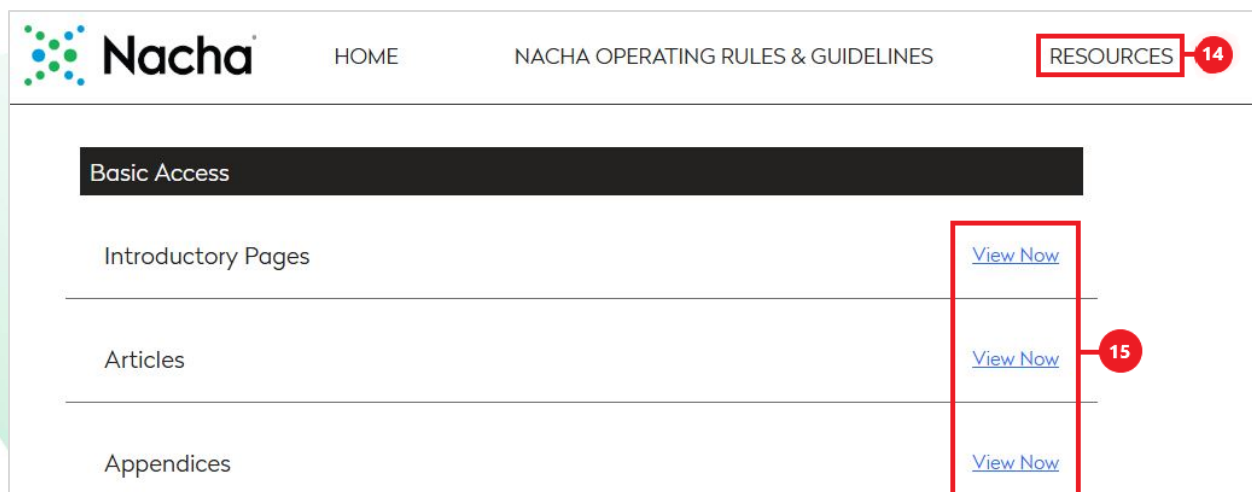 Nacha HOME NACHA OPERATING RULES & GUIDELINES RESOURCES 14
Basic Access
Introductory Pages View Now
Articles View Now 15
Appendices View Now